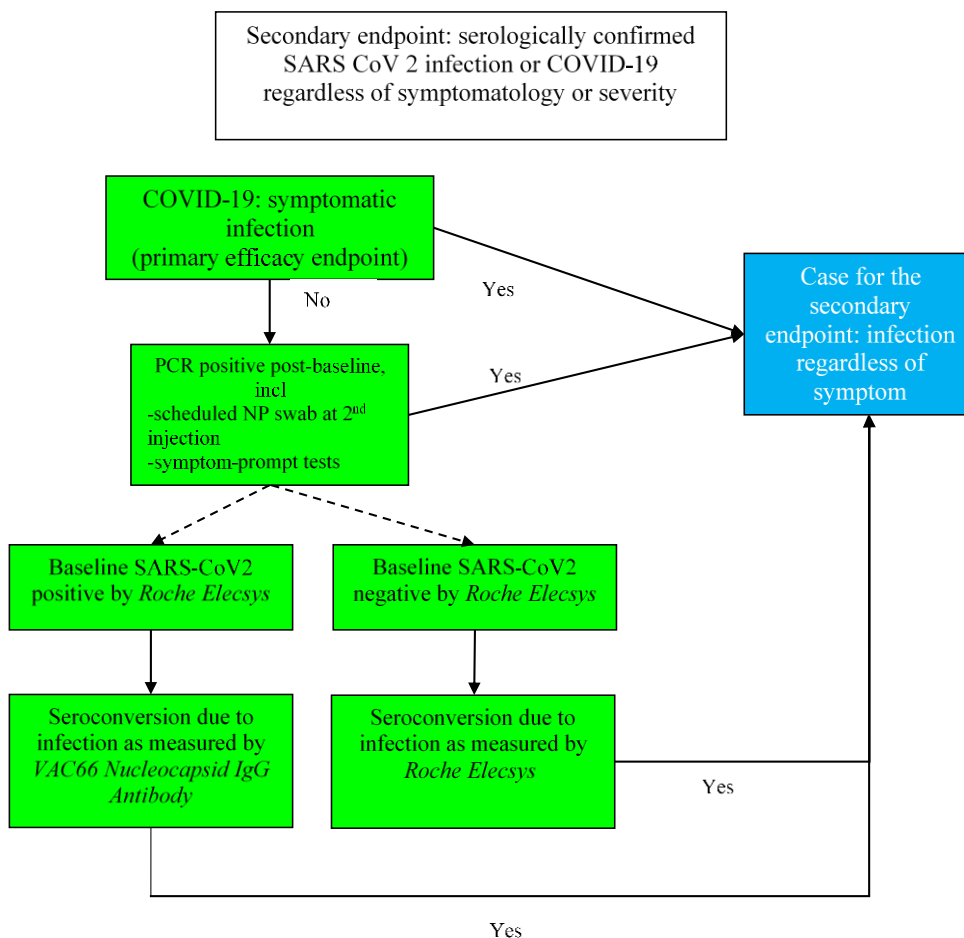 Secondary endpoint: serologically confirmed
SARS CoV 2 infection or COVID-19
regardless of symptomatology or severity
COVID-19: symptomatic
infection
(primary efficacy endpoint)
Yes
No
Case for the
secondary
endpoint: infection
regardless of
symptom
PCR positive post-baseline,
incl
-scheduled NP swab at 2nd
injection
-symptom-prompt tests
Yes
Baseline SARS-CoV2
positive by Roche Elecsys
Baseline SARS-CoV2
negative by Roche Elecsys
Seroconversion due to
infection as measured by
VAC66 Nucleocapsid IgG
Antibody
Seroconversion due to
infection as measured by
Roche Elecsys
Yes
Yes